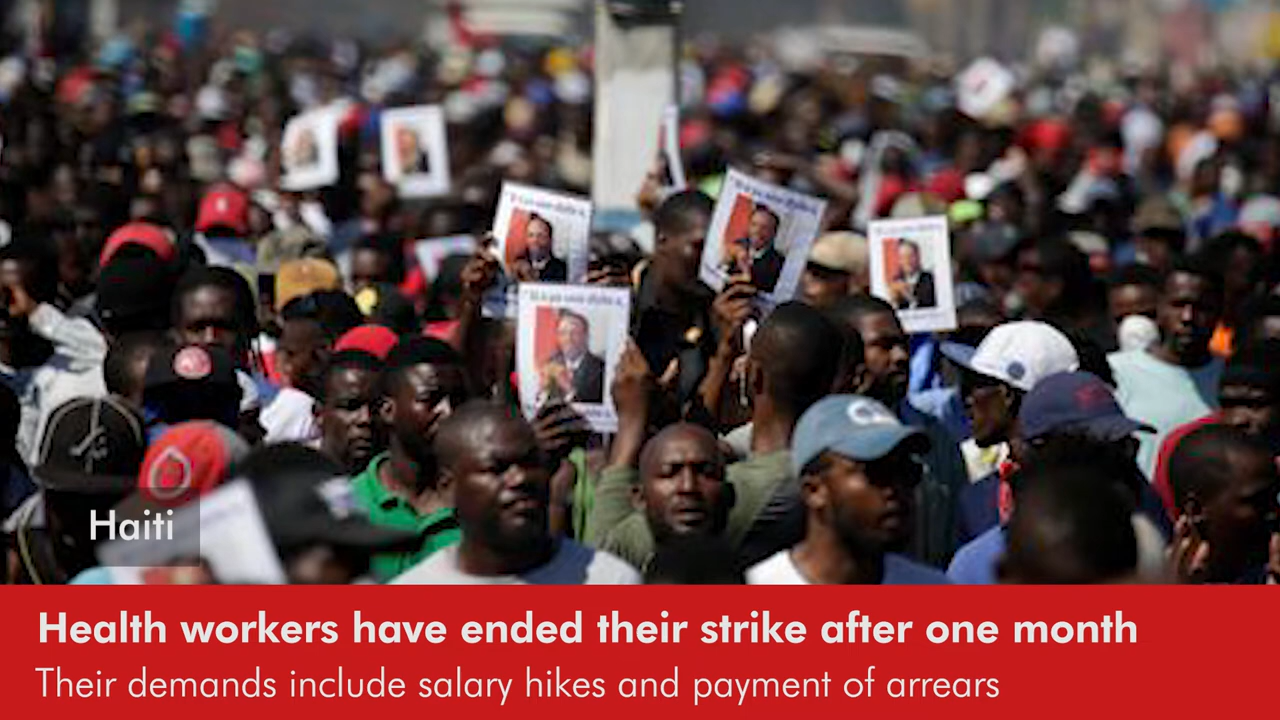 Haiti
Health workers have ended their strike after one month
Their demands include salary hikes and payment of arrears